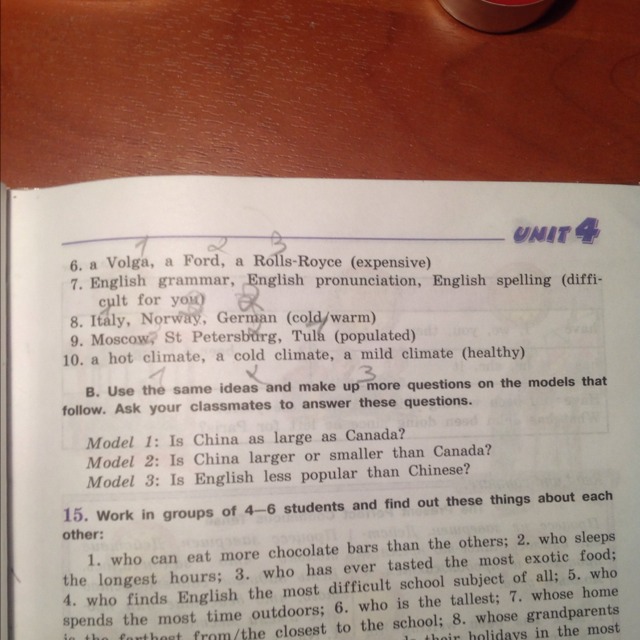 UNIT 4
6. a Volga, a Ford, a Rolls-Royce (expensive)
7. English grammar, English pronunciation, English spelling (diffi-
cult for you)
8. Italy, Norway, German (cold/warm)
9. Moscow, St Petersburg, Tula (populated)
10. a hot climate, a cold climate, a mild climate (healthy)
B. Use the same ideas and make up more questions on the models that
follow. Ask your classmates to answer these questions.
Model 1: Is China as large as Canada?
Model 2: Is China larger or smaller than Canada?
Model 3: Is English less popular than Chinese?
15. Work in groups of 4—6 students and find out these things about each
other:
1. who can eat more chocolate bars than the others; 2. who sleeps
the longest hours; 3. who has ever tasted the most exotic food;
4. who finds English the most difficult school subject of all; 5. who
spends the most time outdoors; 6. who is the tallest; 7. whose home
is the farthest from/the closest to the school; 8. whose grandparents
their holidays in the most